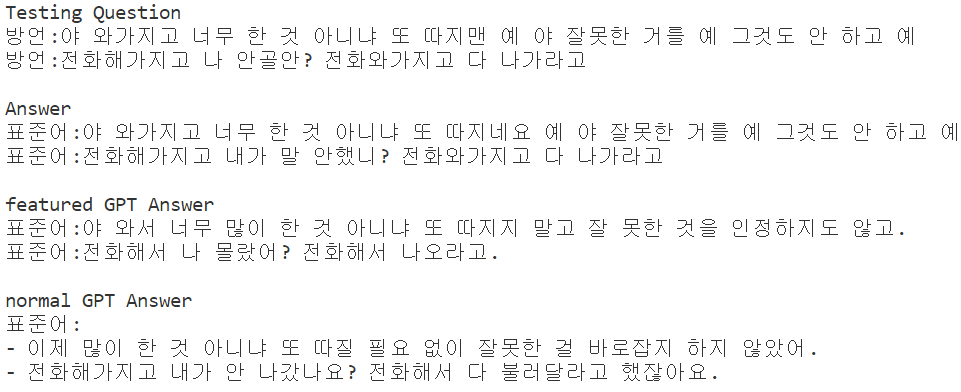 Testing Question
방언:야 와가지고 너무 한 것 아니냐 또 따지맨 예 야 잘못한 거를 예 그것도 안 하고 예
방언:전화해가지고 나 안골안? 전화와가지고 다 나가라고
Answer
표준어:야 와가지고 너무 한 것 아니냐 또 따지네요 예 야 잘못한 거를 예 그것도 안 하고 예
표준어:전화해가지고 내가 말 안했니? 전화와가지고 다 나가라고
featured GPT Answer
표준어:야 와서 너무 많이 한 것 아니냐 또 따지지 말고 잘 못한 것을 인정하지도 않고.
표준어:전화해서 나 몰랐어? 전화해서 나오라고.
normal GPT Answer
표준어:
- 이제 많이 한 것 아니냐 또 따질 필요 없이 잘못한 걸 바로잡지 하지 않았어.
- 전화해가지고 내가 안 나갔나요? 전화해서 다 불러달라고 했잖아요.